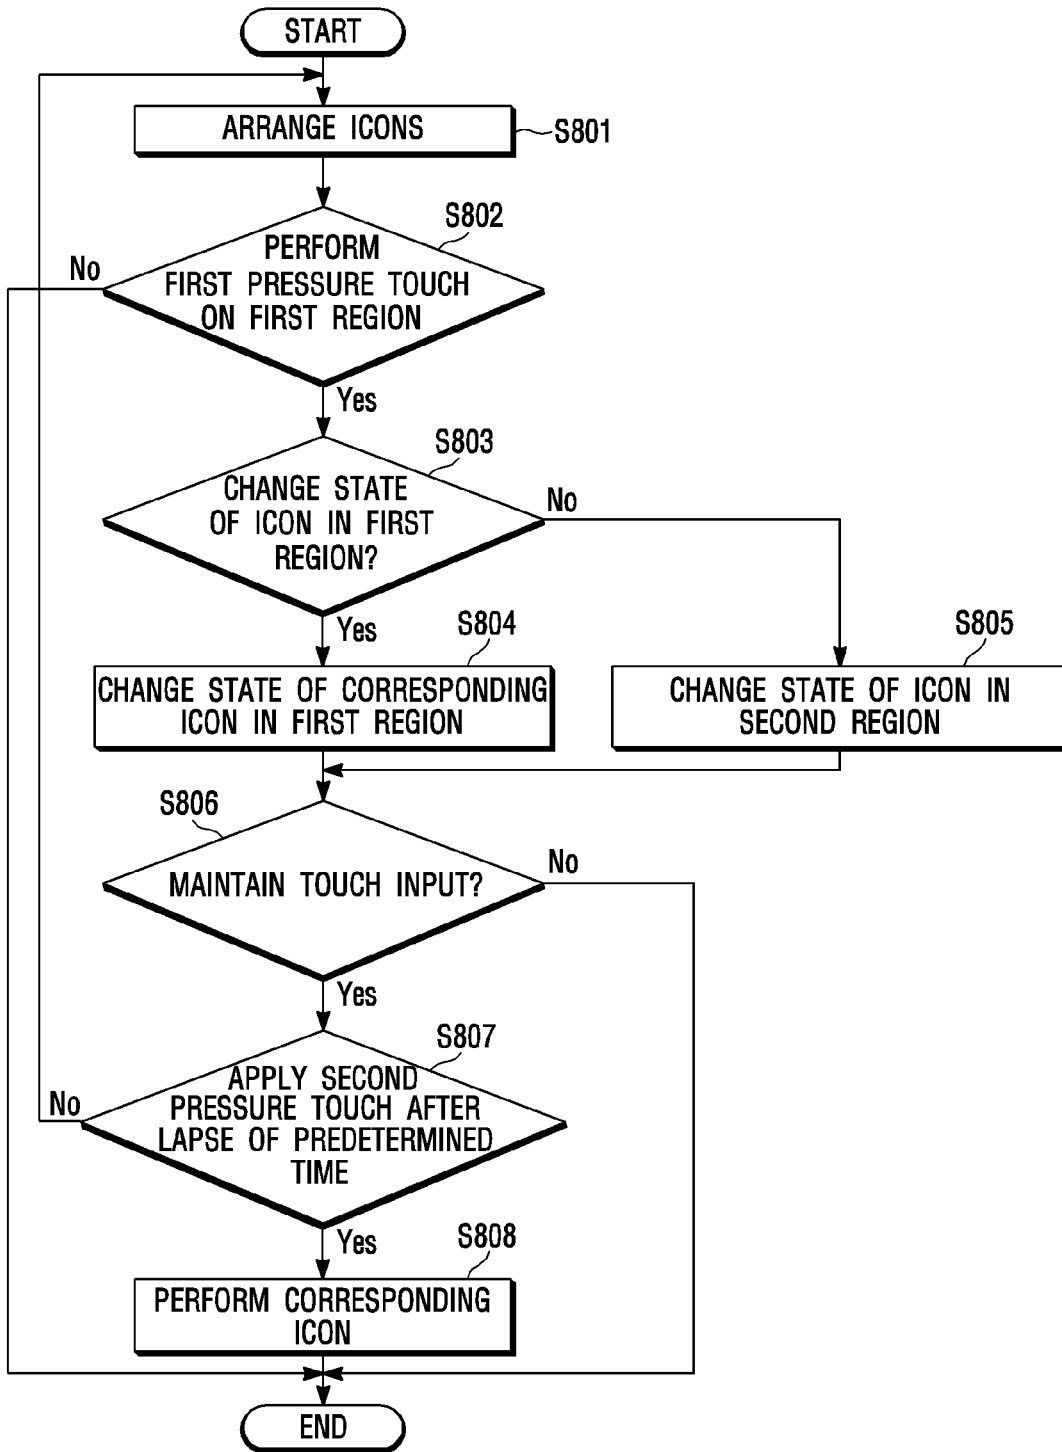 START
ARRANGE ICONS
S801
S802
PERFORM
FIRST PRESSURE TOUCH
ON FIRST REGION
No
Yes
S803
CHANGE STATE
OF ICON IN FIRST
REGION?
No
Yes
S804
CHANGE STATE OF CORRESPONDING
ICON IN FIRST REGION
S805
CHANGE STATE OF ICON IN
SECOND REGION
S806
MAINTAIN TOUCH INPUT?
No
Yes
S807
APPLY SECOND
PRESSURE TOUCH AFTER
LAPSE OF PREDETERMINED
TIME
No
Yes
S808
PERFORM CORRESPONDING
ICON
END